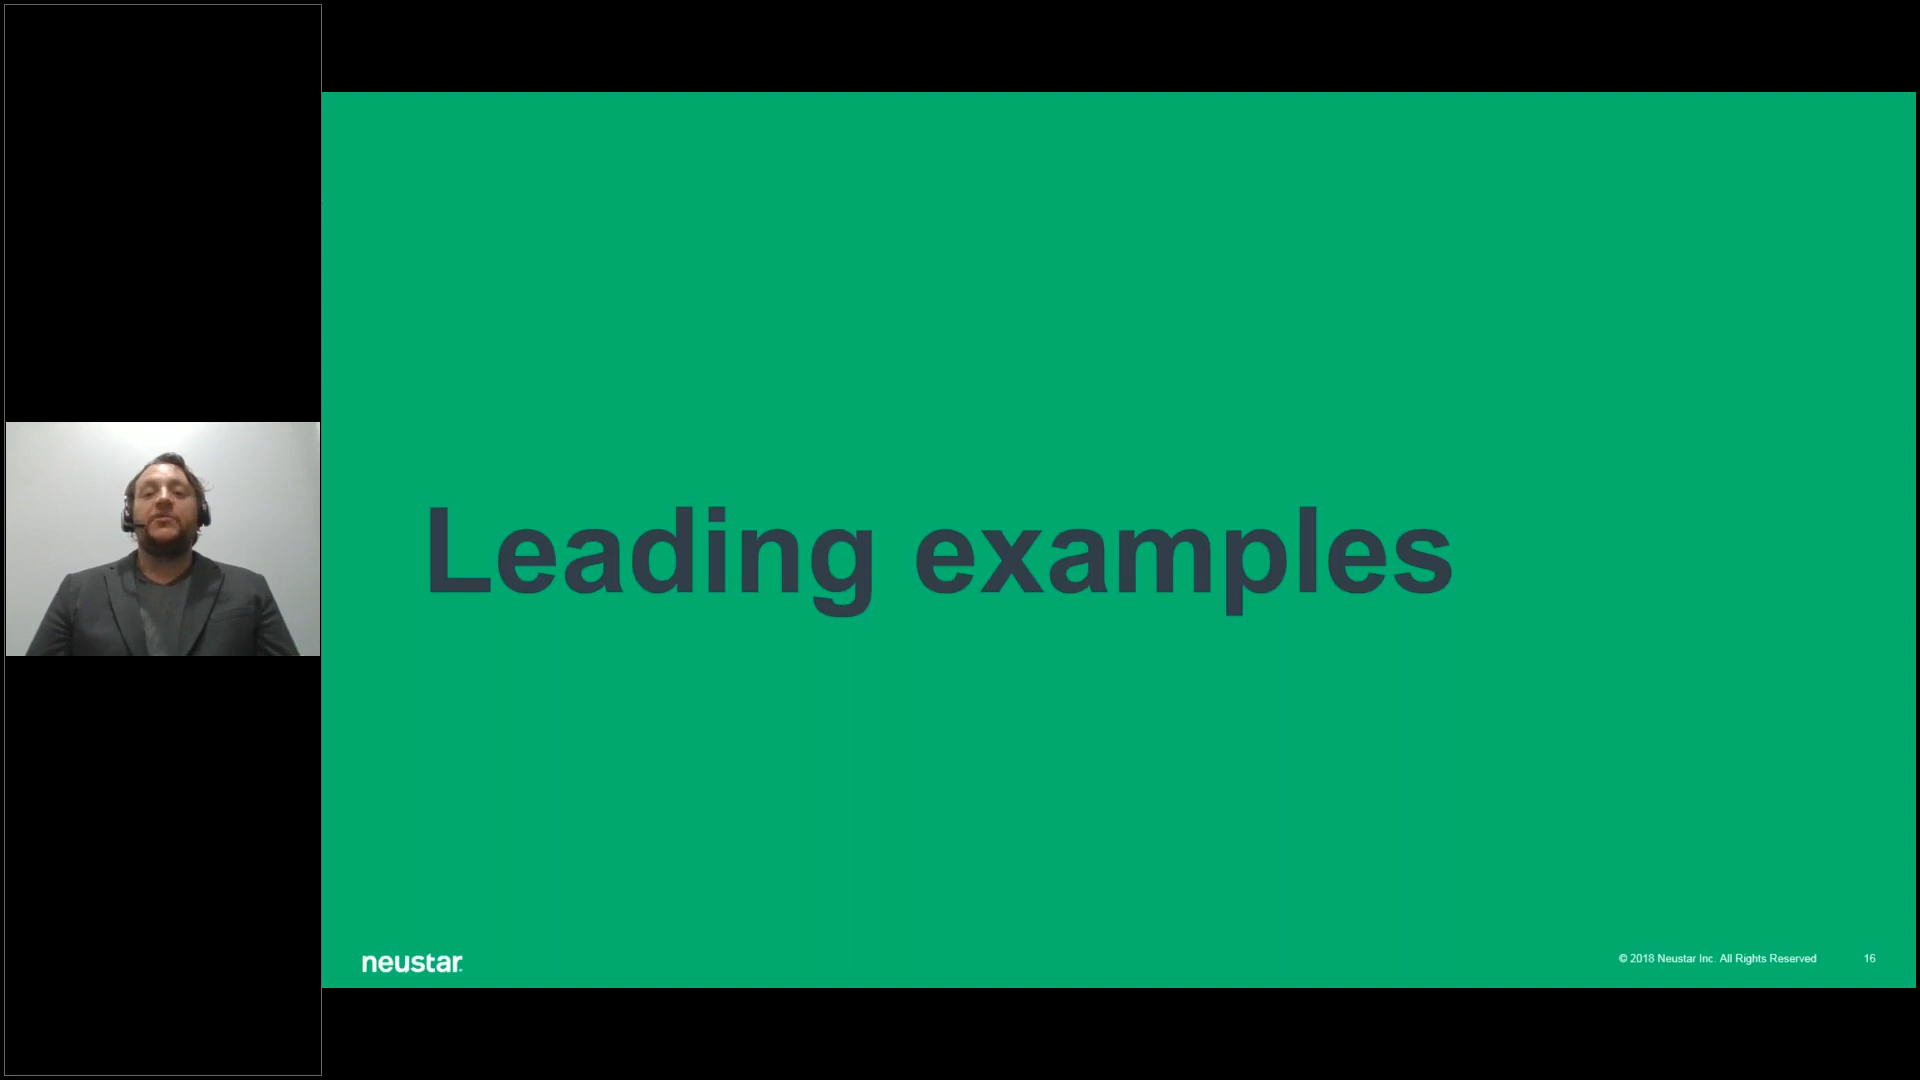 Leading examples
neustar.
© 2018 Neustar Inc. All Rights Reserved 16